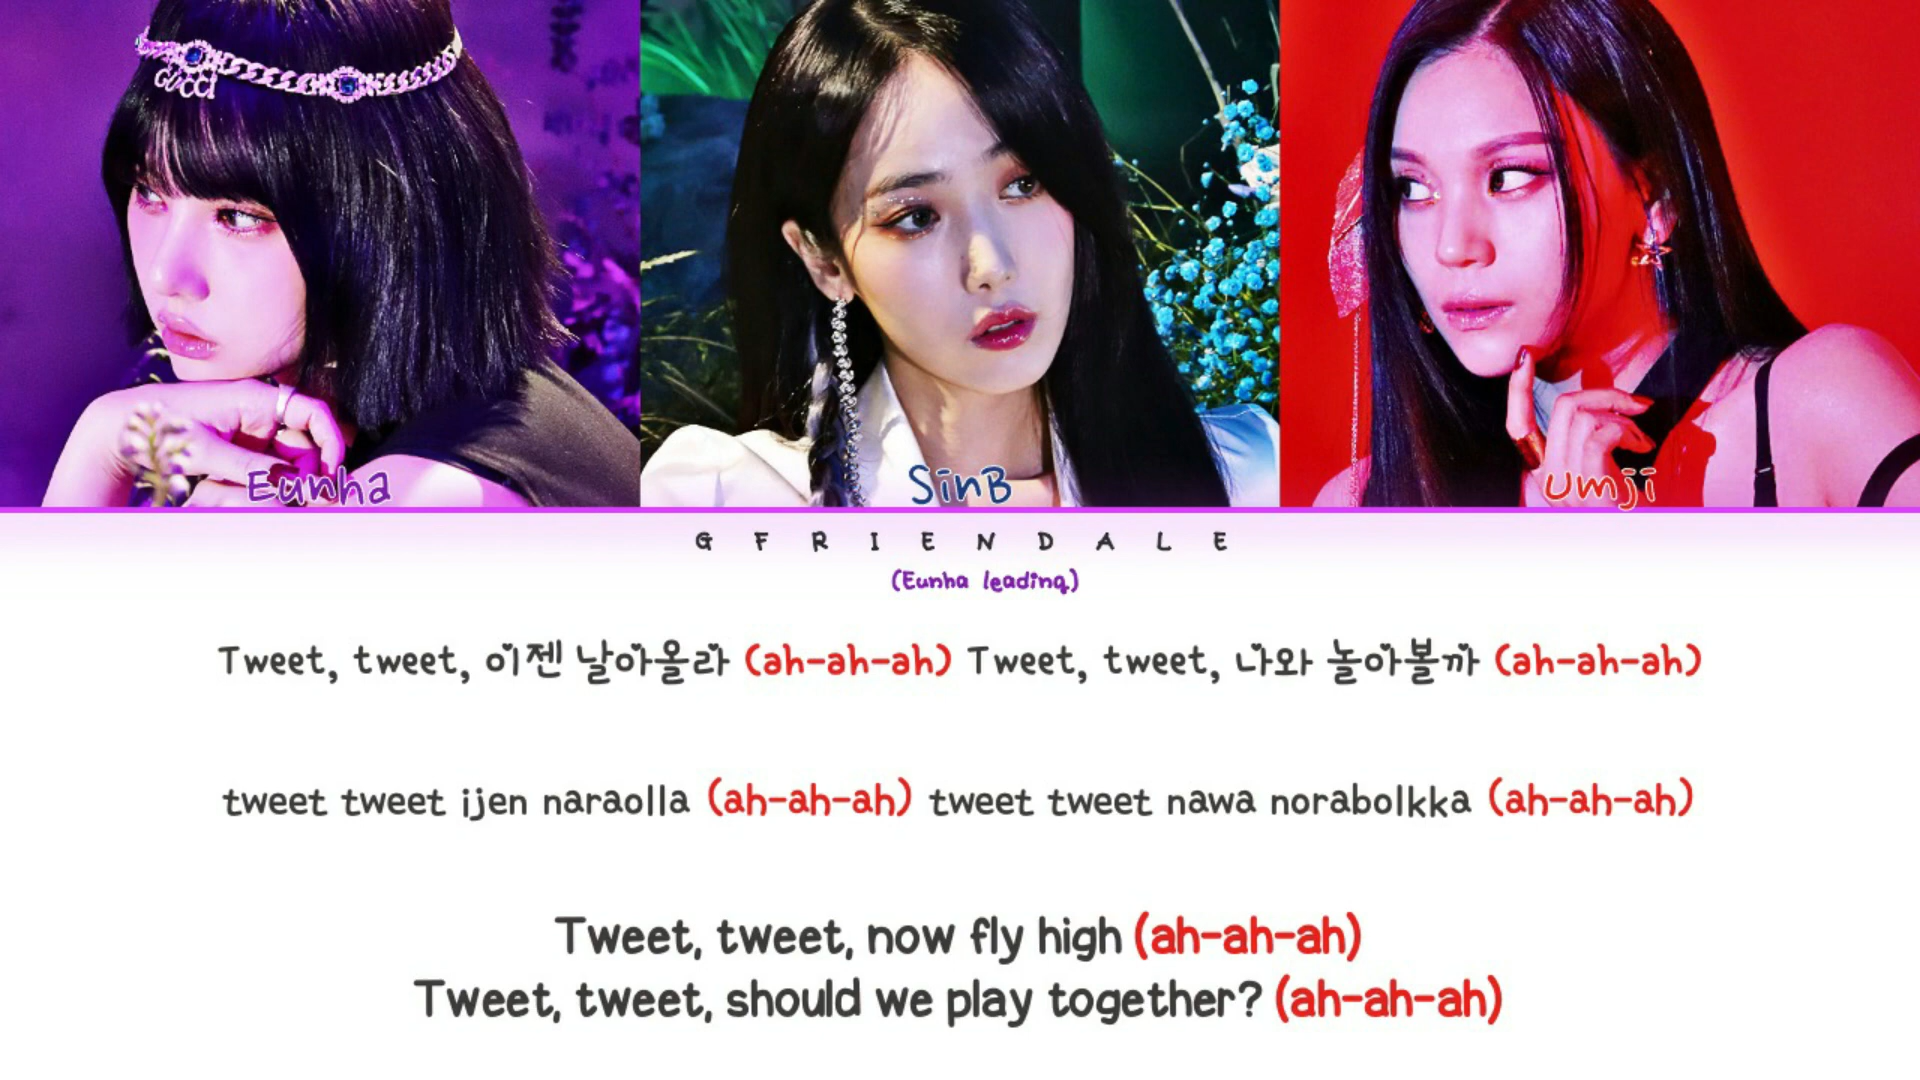 GUCCI
Eunha
SinB
Umji
G F R I E N D A L E
(Eunha leading)
Tweet, tweet, 이젠 날아올라 (ah-ah-ah) Tweet, tweet, 나와 놀아볼까 (ah-ah-ah)
tweet tweet ijen naraolla (ah-ah-ah) tweet tweet nawa norabolkka (ah-ah-ah)
Tweet, tweet, now fly high (ah-ah-ah)
Tweet, tweet, should we play together? (ah-ah-ah)